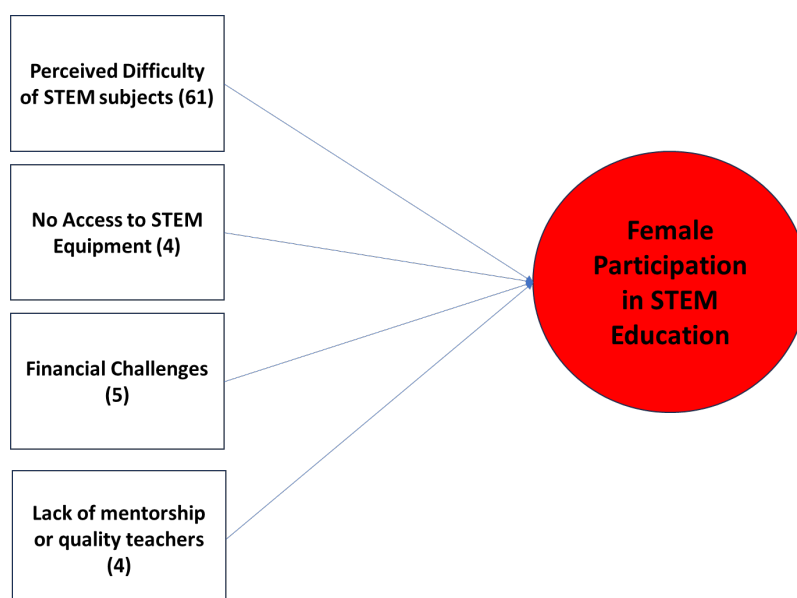 Perceived Difficulty
of STEM subjects (61)
No Access to STEM
Equipment (4)
Financial Challenges
(5)
Lack of mentorship
or quality teachers
(4)
Female
Participation
in STEM
Education